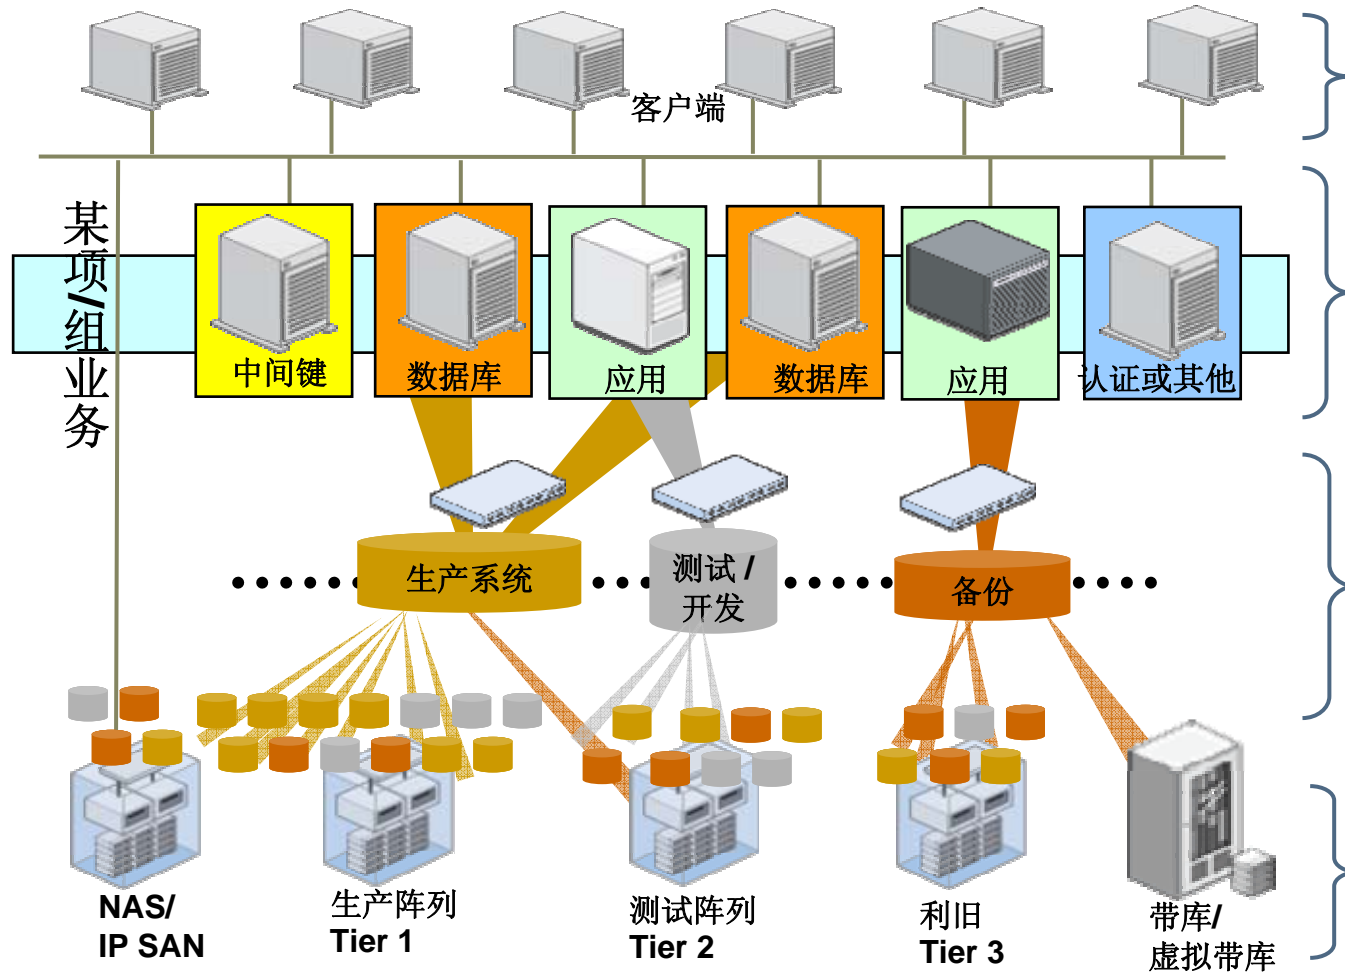 客户端
某项/组业务
中间键
数据库
应用
数据库
应用
认证或其他
生产系统
测试 /
开发
备份
NAS/
IP SAN
生产阵列
Tier 1
测试阵列
Tier 2
利旧
Tier 3
带库/
虚拟带库